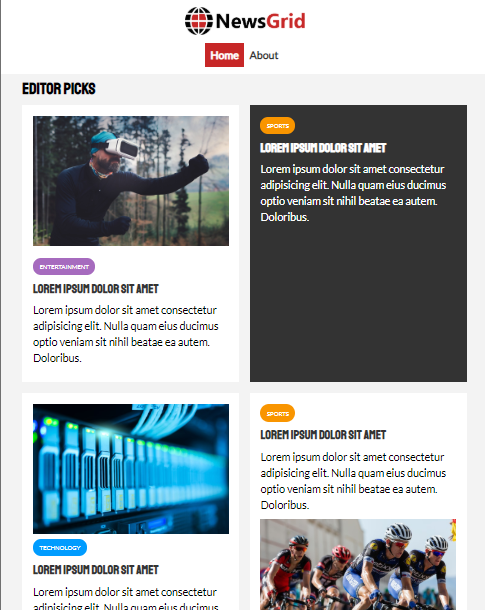 NewsGrid
Home About
EDITOR PICKS
ENTERTAINMENT
LOREM IPSUM DOLOR SIT AMET
Lorem ipsum dolor sit amet consectetur
adipisicing elit. Nulla quam eius ducimus
optio veniam sit nihil beatae ea autem.
Doloribus.
SPORTS
LOREM IPSUM DOLOR SIT AMET
Lorem ipsum dolor sit amet consectetur
adipisicing elit. Nulla quam eius ducimus
optio veniam sit nihil beatae ea autem.
Doloribus.
TECHNOLOGY
LOREM IPSUM DOLOR SIT AMET
Lorem ipsum dolor sit amet consectetur
adipisicing elit. Nulla quam eius ducimus
SPORTS
LOREM IPSUM DOLOR SIT AMET
Lorem ipsum dolor sit amet consectetur
adipisicing elit. Nulla quam eius ducimus
optio veniam sit nihil beatae ea autem.
Doloribus.